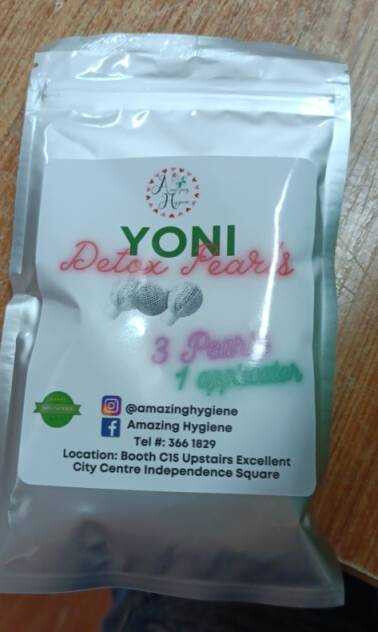 YONI
Detox Pearls
3 Pearls
1 applicator
@amazinghygiene
Amazing Hygiene
Tel #: 366 1829
Location: Booth C1S Upstairs Excellent
City Centre Independence Square